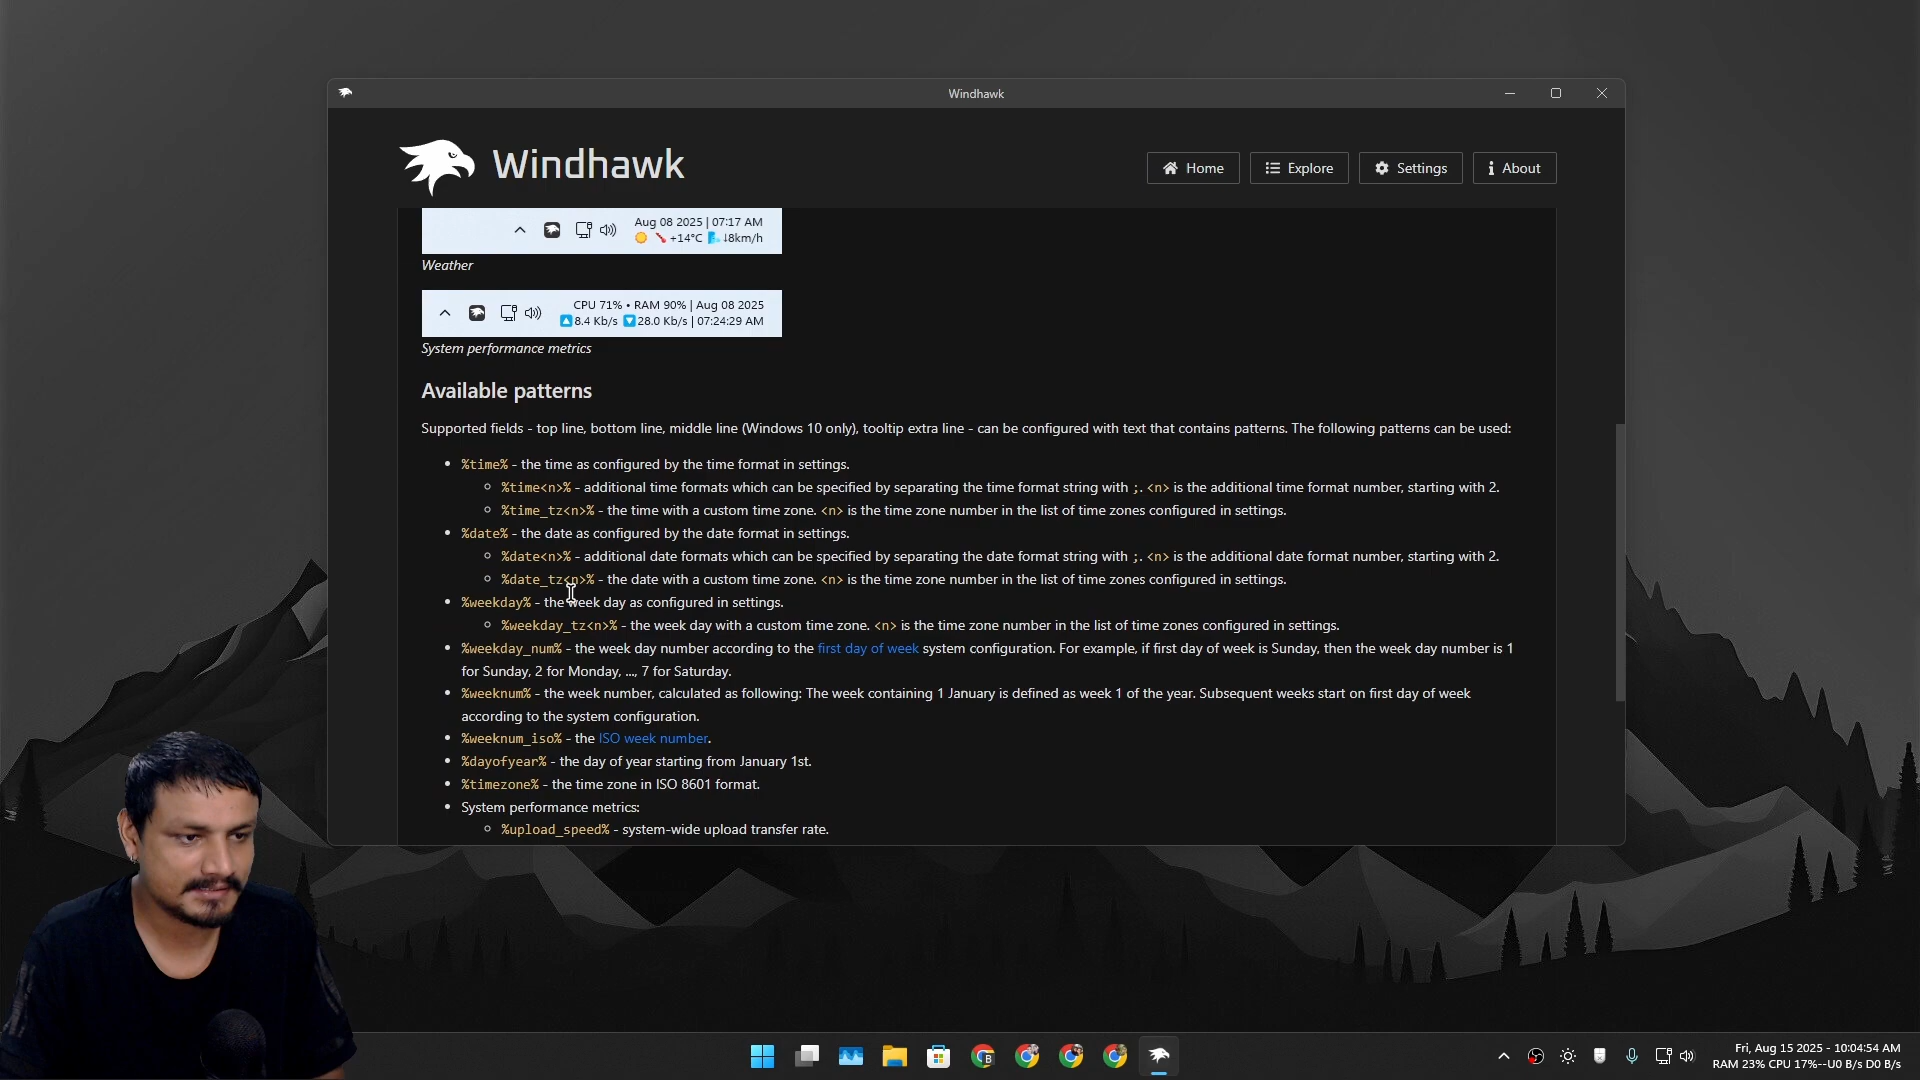 Windhawk
Windhawk
Home
Explore
Settings
About
Aug 08 2025 | 07:17 AM
+14°C ↓8km/h
Weather
CPU 71% • RAM 90% | Aug 08 2025
8.4 Kb/s 28.0 Kb/s | 07:24:29 AM
System performance metrics
Available patterns
Supported fields - top line, bottom line, middle line (Windows 10 only), tooltip extra line - can be configured with text that contains patterns. The following patterns can be used:
• %time% - the time as configured by the time format in settings.
◦ %time<n>% - additional time formats which can be specified by separating the time format string with ;. <n> is the additional time format number, starting with 2.
◦ %time_tz<n>% - the time with a custom time zone. <n> is the time zone number in the list of time zones configured in settings.
• %date% - the date as configured by the date format in settings.
◦ %date<n>% - additional date formats which can be specified by separating the date format string with ;. <n> is the additional date format number, starting with 2.
◦ %date_tz<n>% - the date with a custom time zone. <n> is the time zone number in the list of time zones configured in settings.
• %weekday% - the week day as configured in settings.
◦ %weekday_tz<n>% - the week day with a custom time zone. <n> is the time zone number in the list of time zones configured in settings.
• %weekday_num% - the week day number according to the first day of week system configuration. For example, if first day of week is Sunday, then the week day number is 1
for Sunday, 2 for Monday, ..., 7 for Saturday.
• %weeknum% - the week number, calculated as following: The week containing 1 January is defined as week 1 of the year. Subsequent weeks start on first day of week
according to the system configuration.
• %weeknum_iso% - the ISO week number.
• %dayofyear% - the day of year starting from January 1st.
• %timezone% - the time zone in ISO 8601 format.
• System performance metrics:
◦ %upload_speed% - system-wide upload transfer rate.
B
Fri, Aug 15 2025 - 10:04:54 AM
RAM 23% CPU 17%--U0 B/s D0 B/s